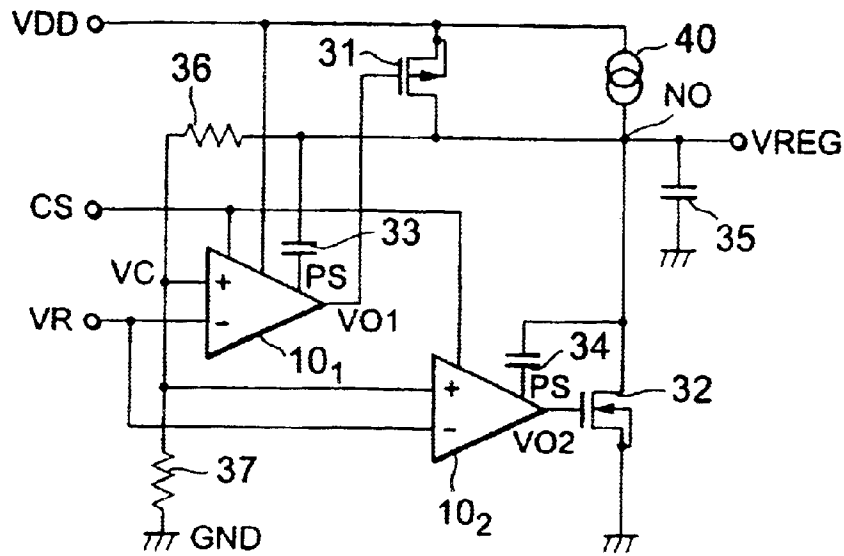 VDD
31
40
36
NO
VREG
CS
33
35
VC
PS
VR
VO1
10₁
34
PS
32
VO2
37
10₂
GND